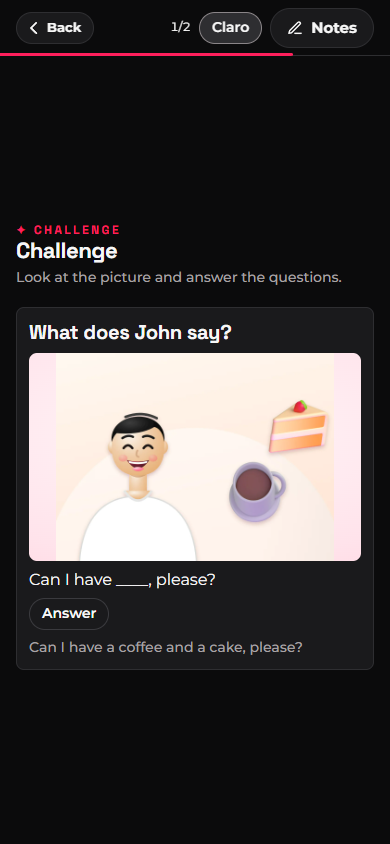 Back
1/2
Claro
Notes
✦ CHALLENGE
Challenge
Look at the picture and answer the questions.
What does John say?
Can I have ____, please?
Answer
Can I have a coffee and a cake, please?